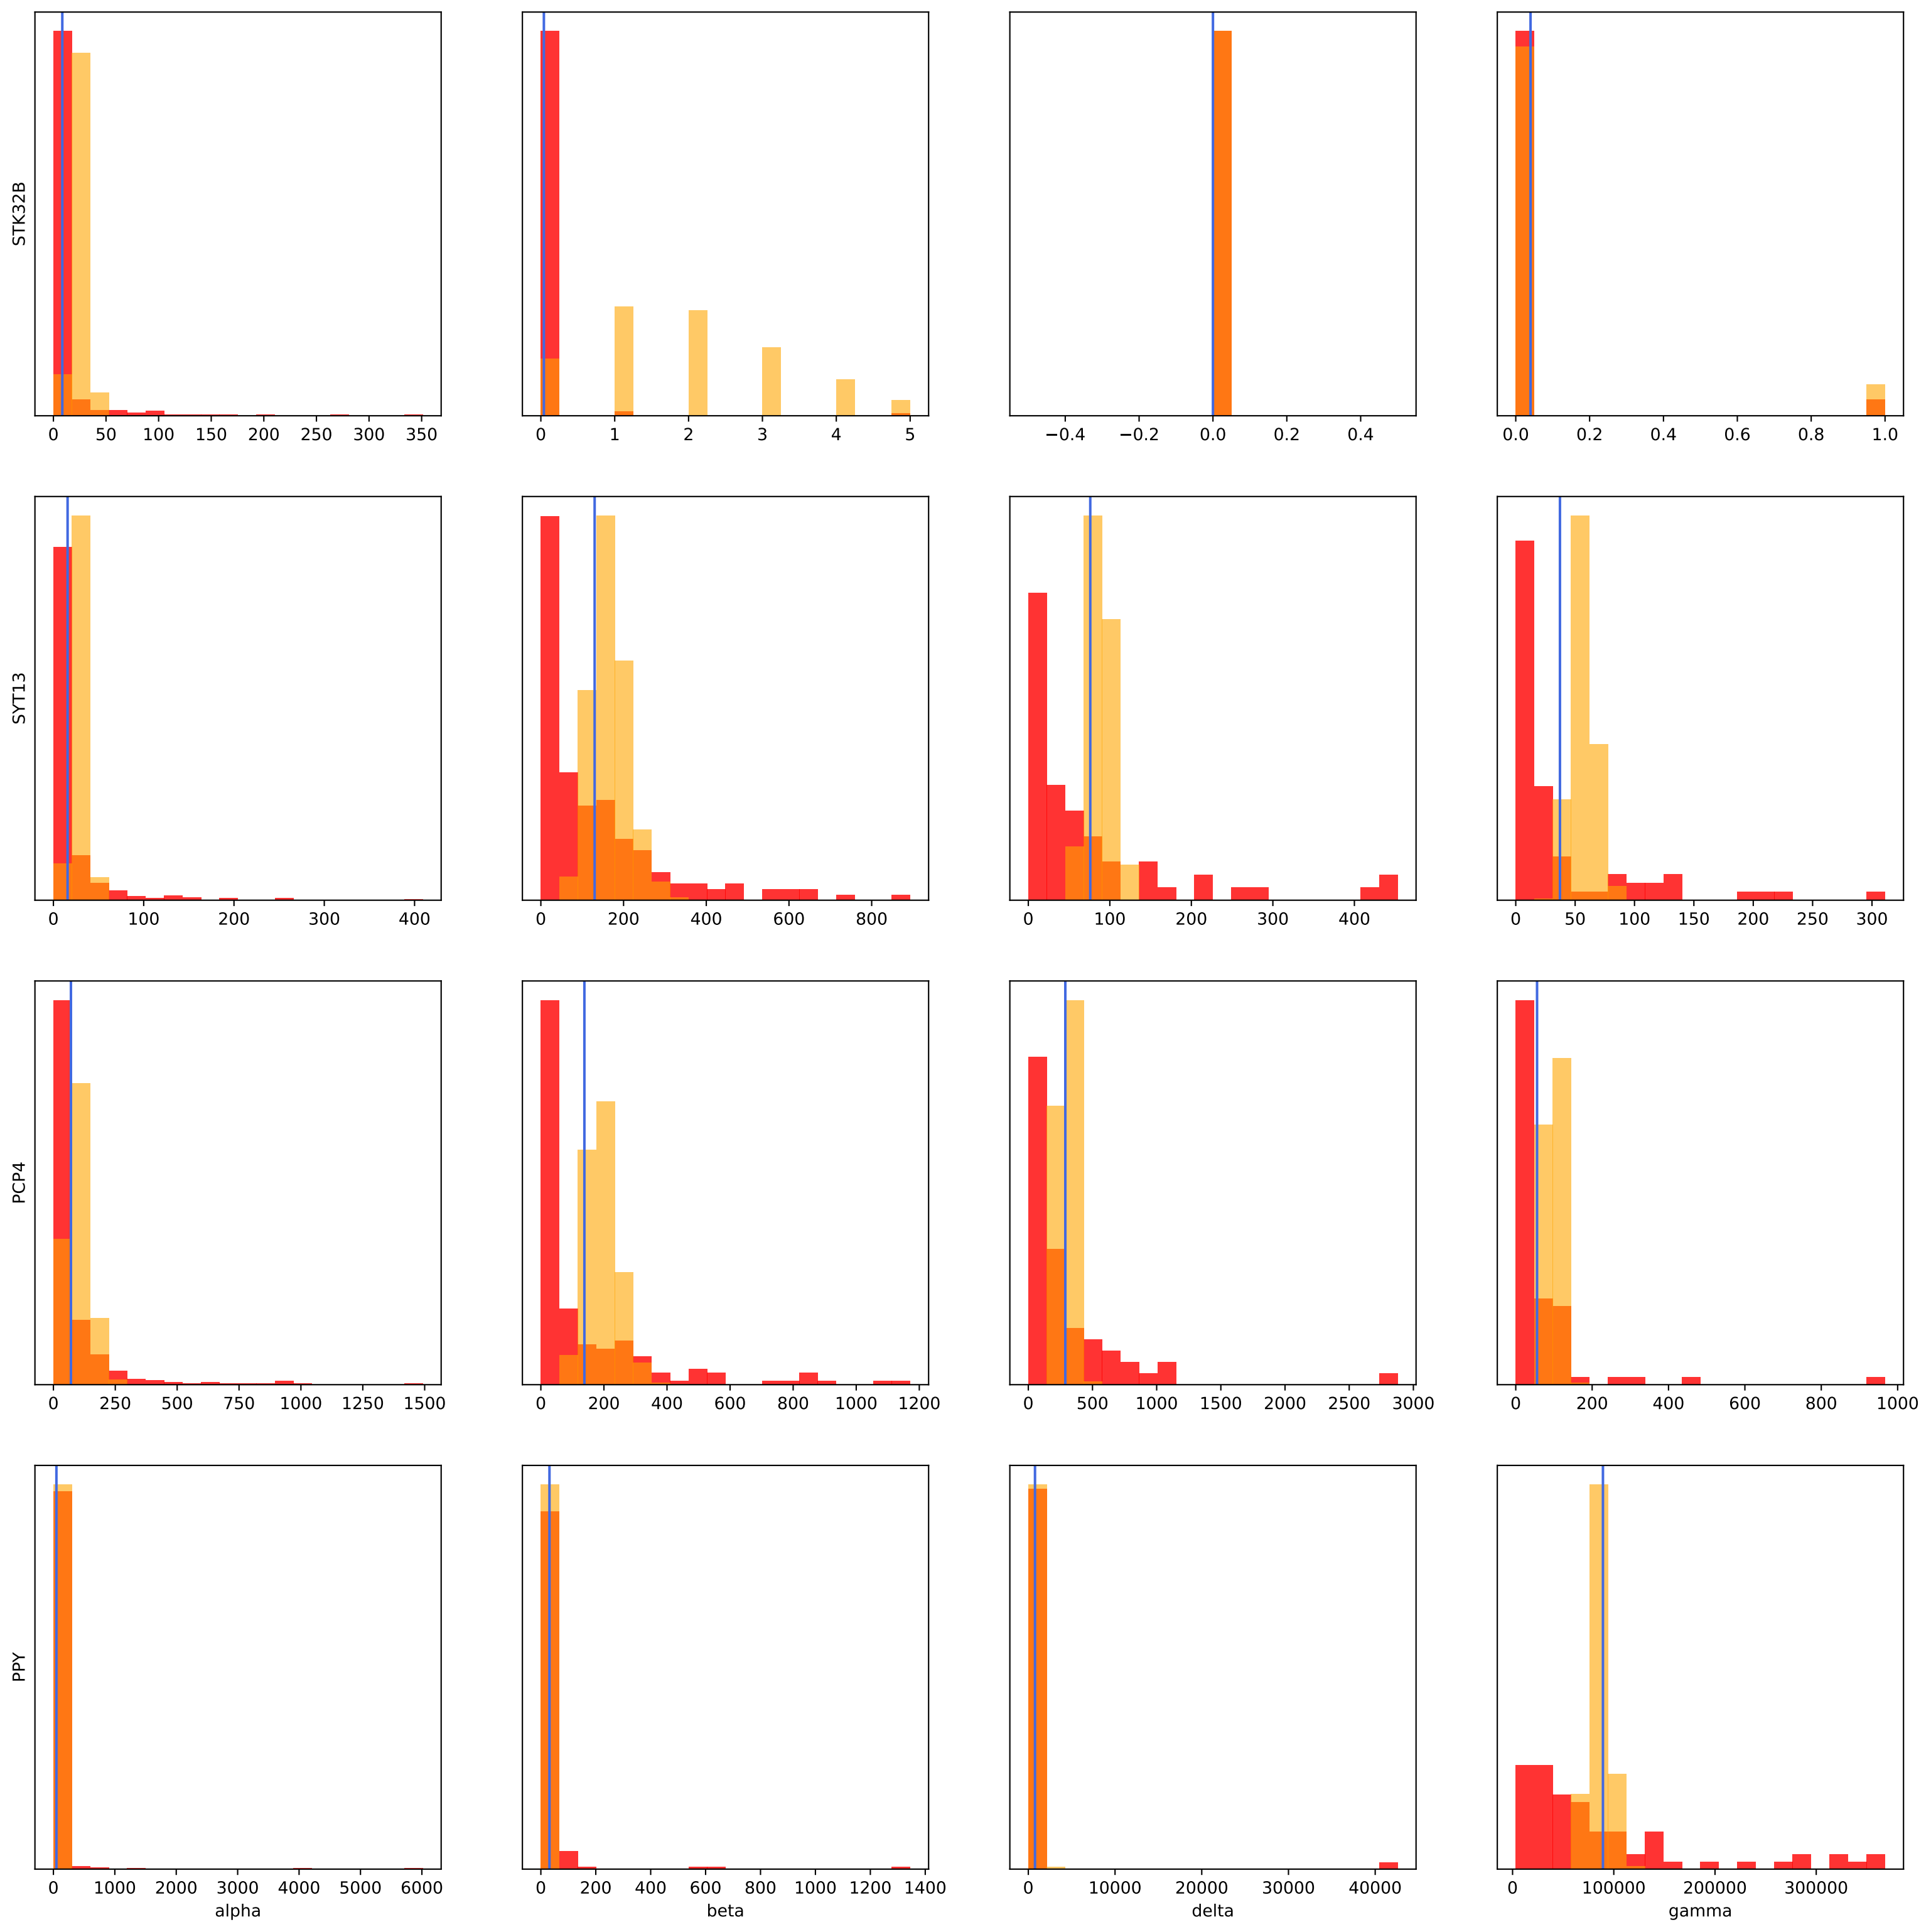 STK32B
0 50 100 150 200 250 300 350
0 1 2 3 4 5
−0.4 −0.2 0.0 0.2 0.4
0.0 0.2 0.4 0.6 0.8 1.0
SYT13
0 100 200 300 400
0 200 400 600 800
0 100 200 300 400
0 50 100 150 200 250 300
PCP4
0 250 500 750 1000 1250 1500
0 200 400 600 800 1000 1200
0 500 1000 1500 2000 2500 3000
0 200 400 600 800 1000
PPY
0 1000 2000 3000 4000 5000 6000
0 200 400 600 800 1000 1200 1400
0 10000 20000 30000 40000
0 100000 200000 300000
alpha
beta
delta
gamma